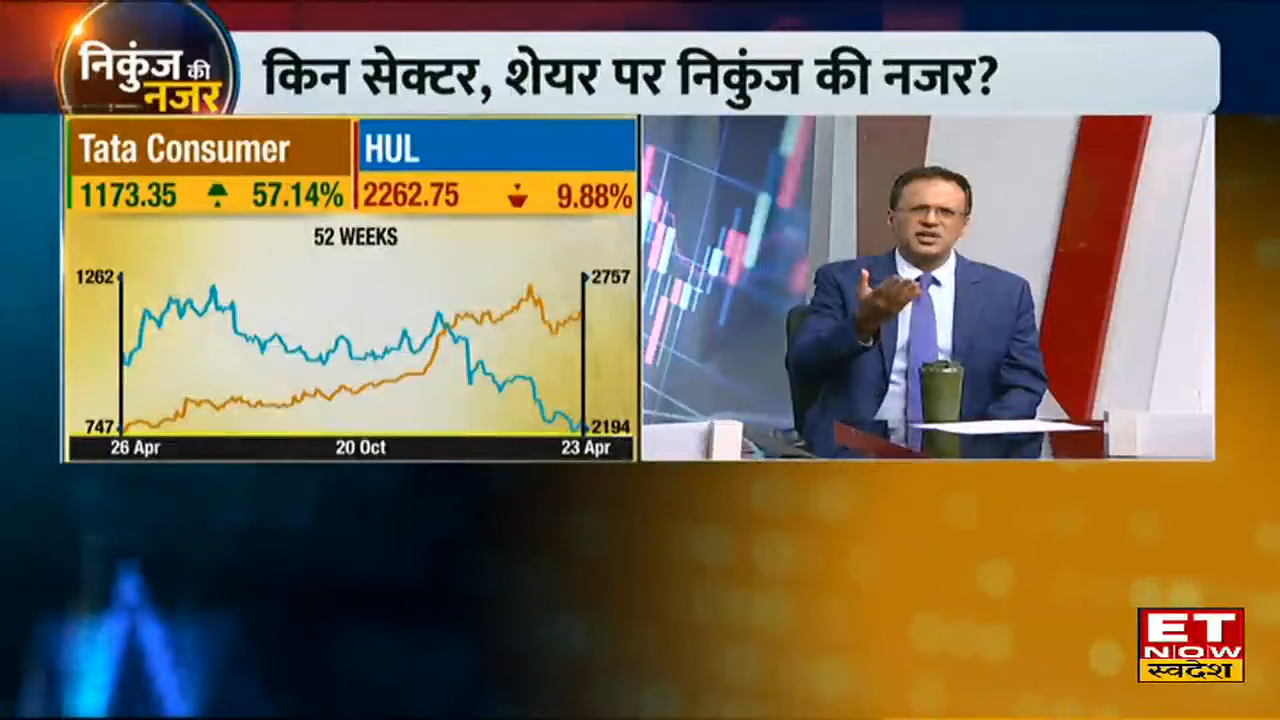 निकुंज की
नजर
किन सेक्टर, शेयर पर निकुंज की नजर?
Tata Consumer
1173.35 57.14%
HUL
2262.75 9.88%
52 WEEKS
1262
2757
747
2194
26 Apr
20 Oct
23 Apr
ET
NOW
स्वदेश